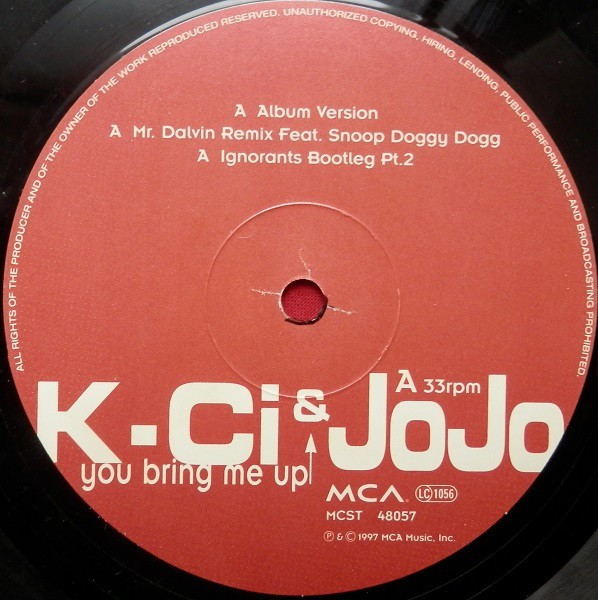 ALL RIGHTS OF THE PRODUCER AND OF THE OWNER OF THE WORK REPRODUCED RESERVED. UNAUTHORIZED COPYING, HIRING, LENDING, PUBLIC PERFORMANCE AND BROADCASTING PROHIBITED.
A Album Version
A Mr. Dalvin Remix Feat. Snoop Doggy Dogg
A Ignorants Bootleg Pt.2
A 33rpm
K-Ci & JoJo
you bring me up
MCA. LC 1056
MCST 48057
℗ & © 1997 MCA Music, Inc.